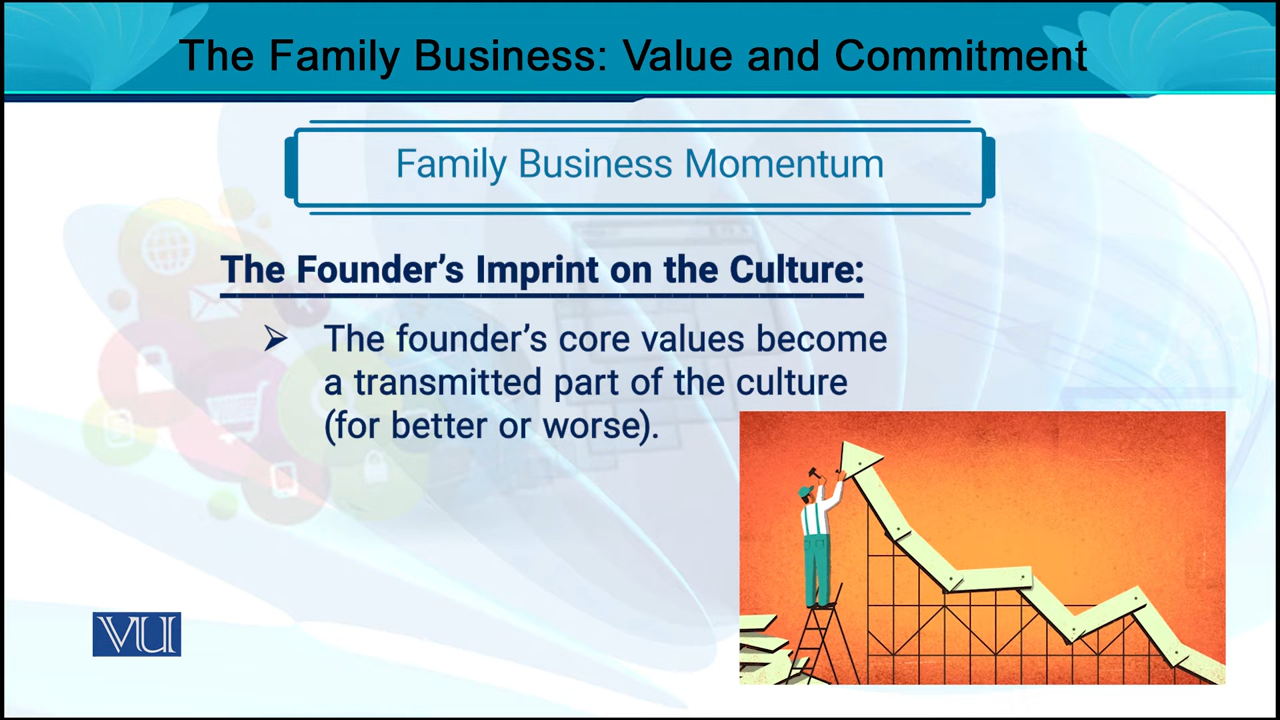 The Family Business: Value and Commitment
Family Business Momentum
The Founder’s Imprint on the Culture:
➢ The founder’s core values become
a transmitted part of the culture
(for better or worse).
VU